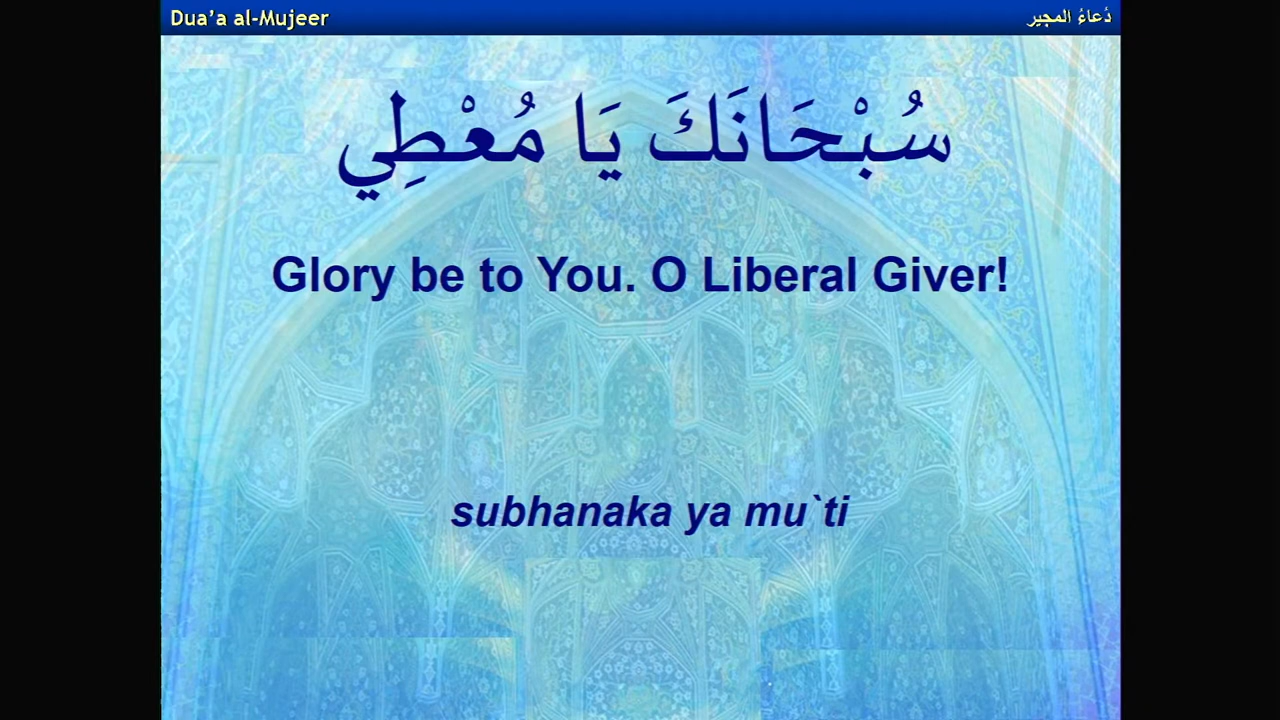 Dua’a al-Mujeer دُعاءُ المجير
سُبْحَانَكَ يَا مُعْطِي
Glory be to You. O Liberal Giver!
subhanaka ya mu`ti